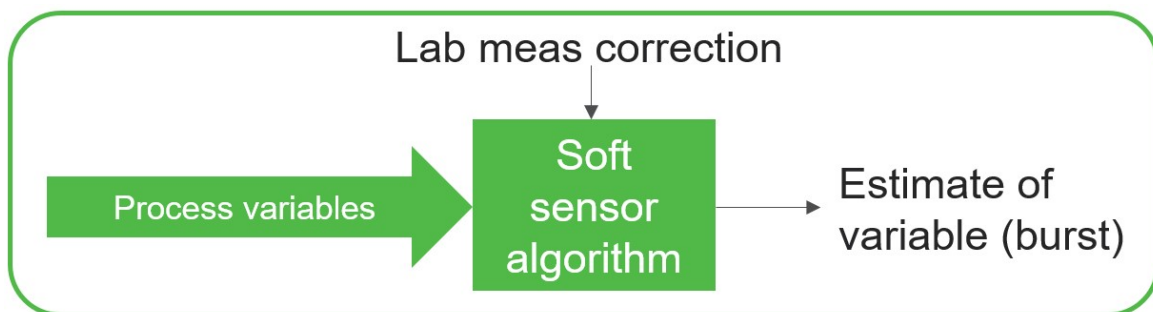 Lab meas correction
Process variables
Soft
sensor
algorithm
Estimate of
variable (burst)